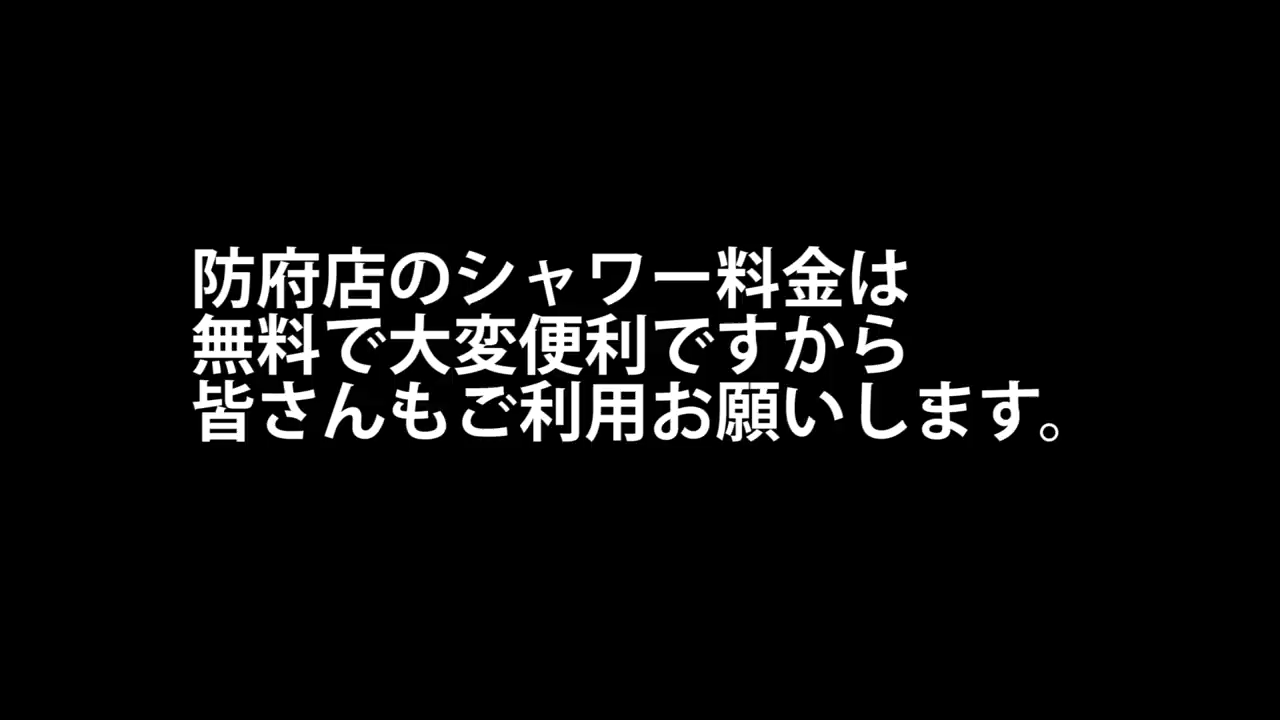 防府店のシャワー料金は
無料で大変便利ですから
皆さんもご利用お願いします。